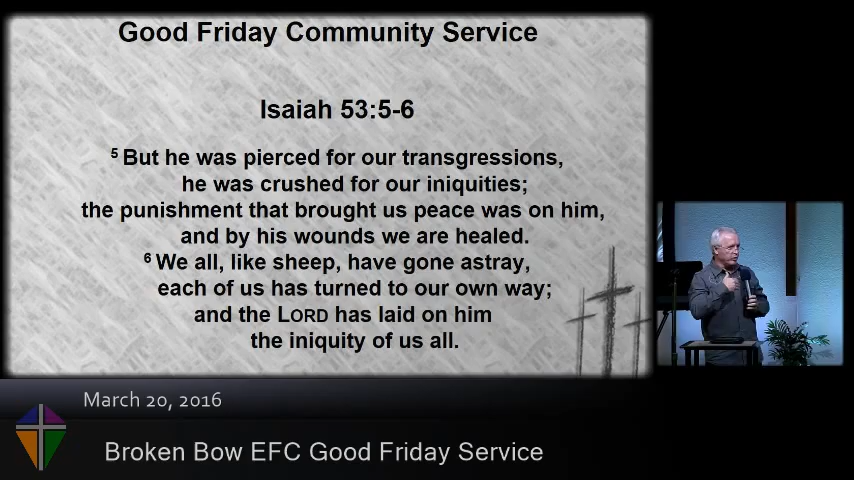 Good Friday Community Service
Isaiah 53:5-6
5 But he was pierced for our transgressions,
he was crushed for our iniquities;
the punishment that brought us peace was on him,
and by his wounds we are healed.
6 We all, like sheep, have gone astray,
each of us has turned to our own way;
and the LORD has laid on him
the iniquity of us all.
March 20, 2016
Broken Bow EFC Good Friday Service